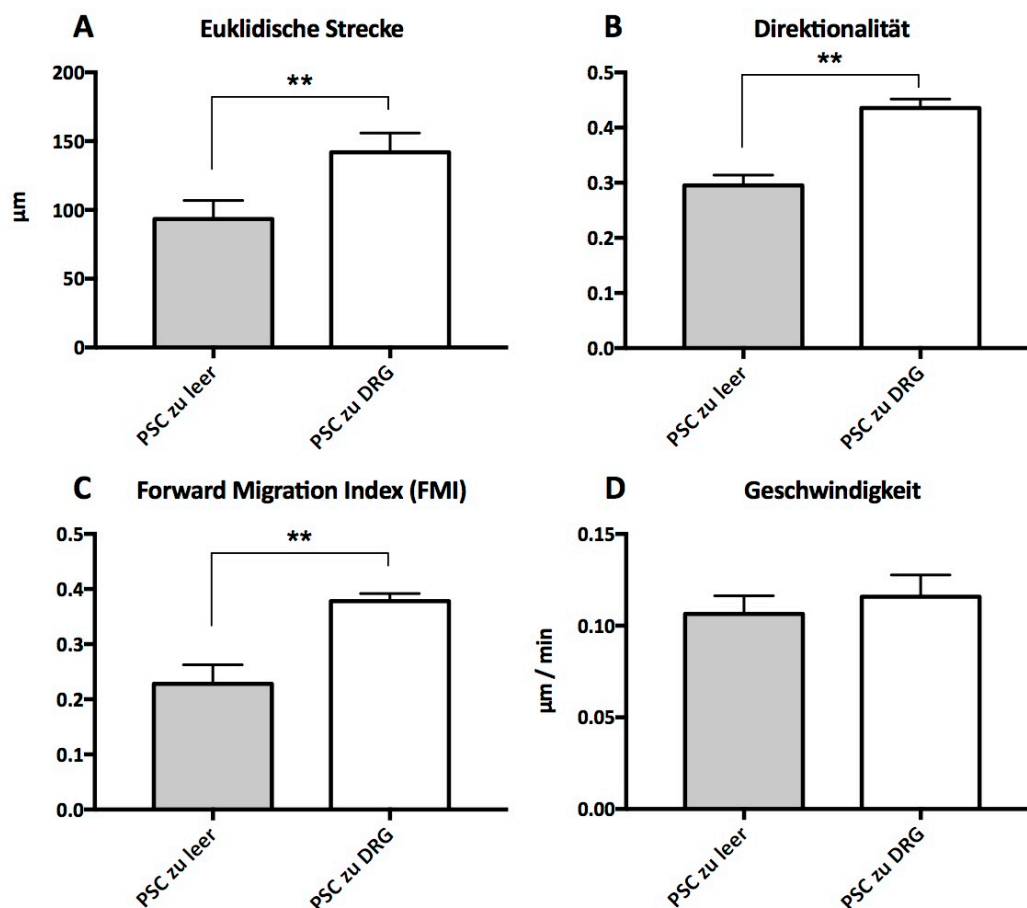 A Euklidische Strecke
200
150
100
50
0
µm
**
PSC zu leer
PSC zu DRG
B Direktionalität
0.5
0.4
0.3
0.2
0.1
0.0
**
PSC zu leer
PSC zu DRG
C Forward Migration Index (FMI)
0.5
0.4
0.3
0.2
0.1
0.0
**
PSC zu leer
PSC zu DRG
D Geschwindigkeit
0.15
0.10
0.05
0.00
µm / min
PSC zu leer
PSC zu DRG